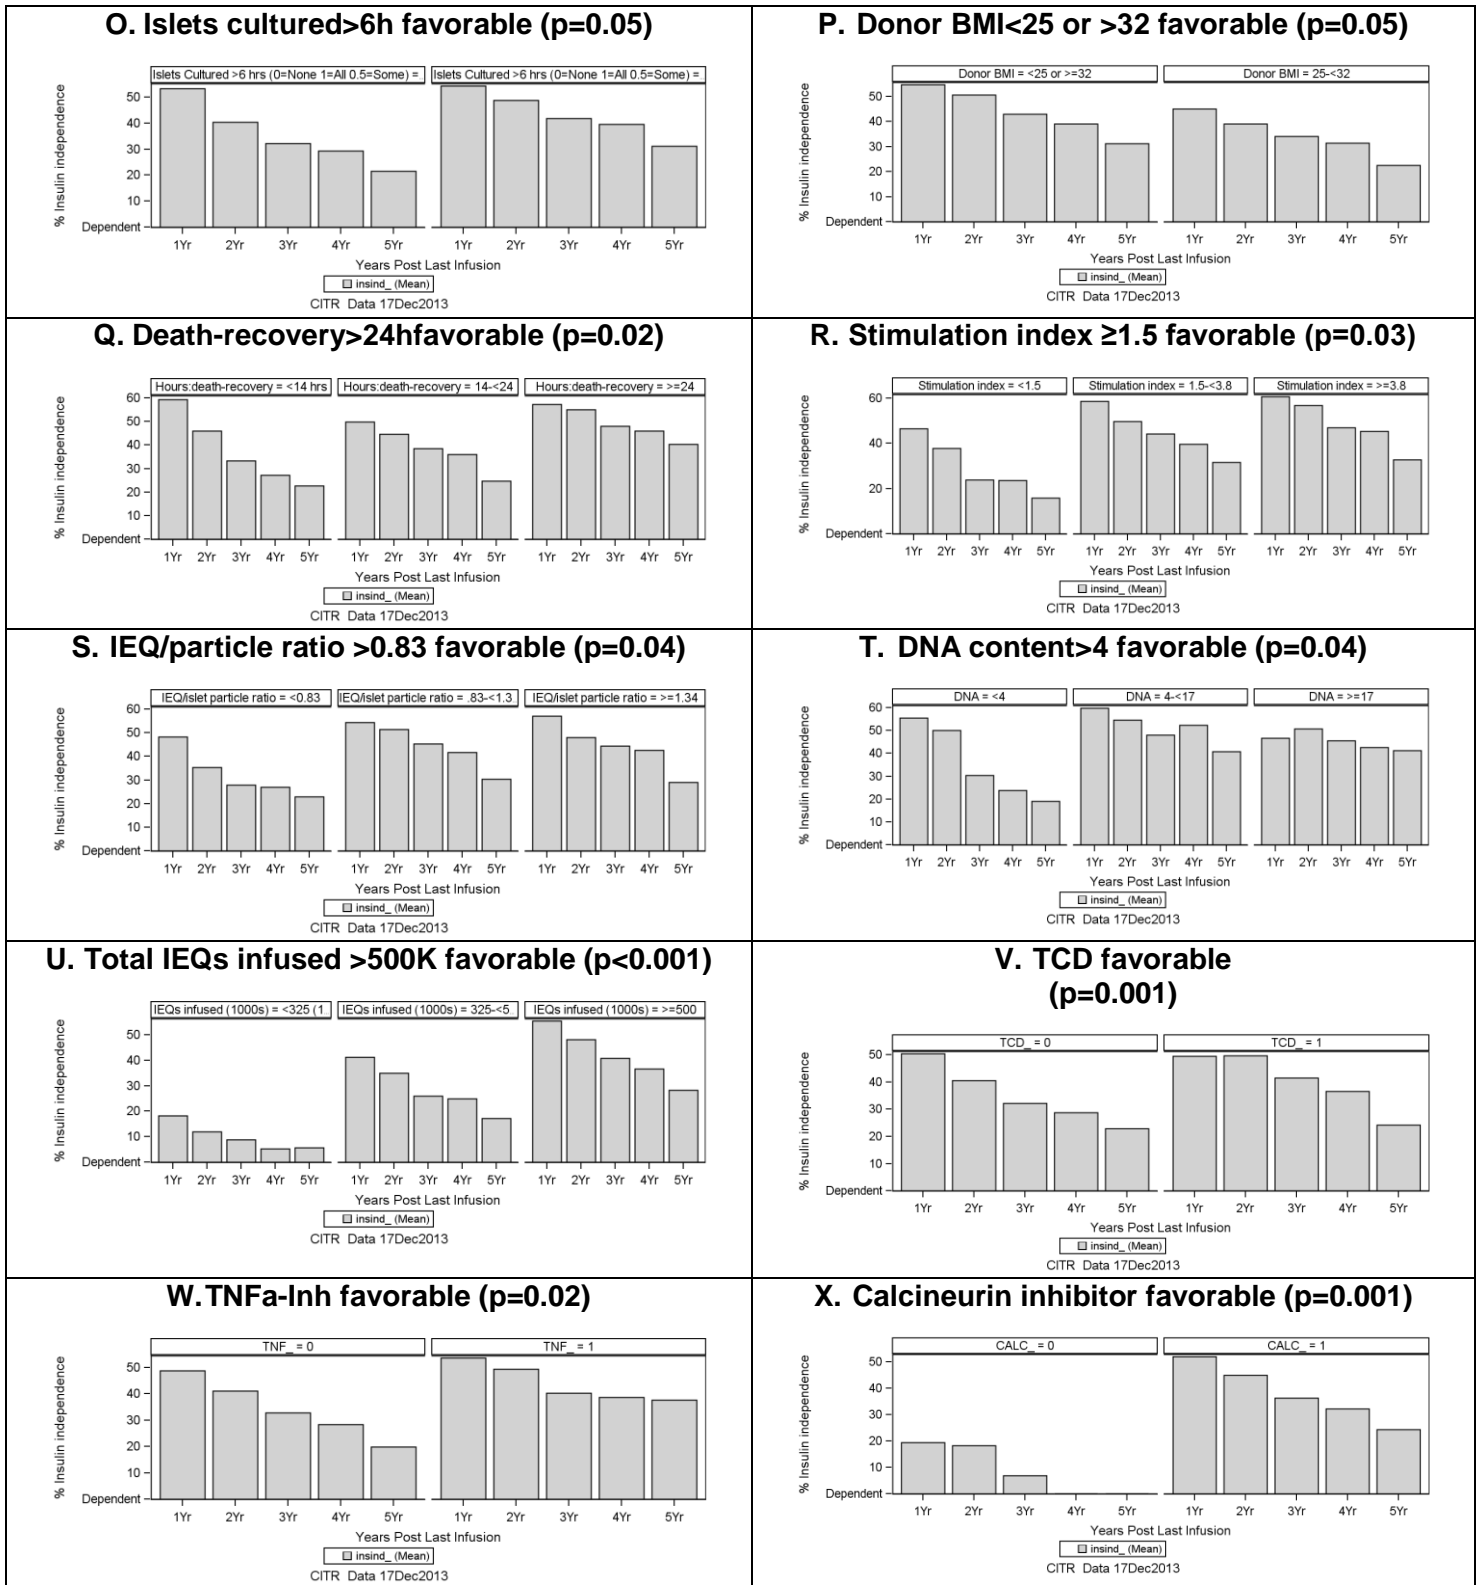 O. Islets cultured>6h favorable (p=0.05)
Islets Cultured >6 hrs (0=None 1=All 0.5=Some) =..
Islets Cultured >6 hrs (0=None 1=All 0.5=Some) =..
% Insulin independence
50
40
30
20
10
Dependent
1Yr 2Yr 3Yr 4Yr 5Yr 1Yr 2Yr 3Yr 4Yr 5Yr
Years Post Last Infusion
insind_ (Mean)
CITR Data 17Dec2013
P. Donor BMI<25 or >32 favorable (p=0.05)
Donor BMI = <25 or >=32
Donor BMI = 25-<32
% Insulin independence
50
40
30
20
10
Dependent
1Yr 2Yr 3Yr 4Yr 5Yr 1Yr 2Yr 3Yr 4Yr 5Yr
Years Post Last Infusion
insind_ (Mean)
CITR Data 17Dec2013
Q. Death-recovery>24hfavorable (p=0.02)
Hours:death-recovery = <14 hrs
Hours:death-recovery = 14-<24
Hours:death-recovery = >=24
% Insulin independence
60
50
40
30
20
10
Dependent
1Yr 2Yr 3Yr 4Yr 5Yr 1Yr 2Yr 3Yr 4Yr 5Yr 1Yr 2Yr 3Yr 4Yr 5Yr
Years Post Last Infusion
insind_ (Mean)
CITR Data 17Dec2013
R. Stimulation index ≥1.5 favorable (p=0.03)
Stimulation index = <1.5
Stimulation index = 1.5-<3.8
Stimulation index = >=3.8
% Insulin independence
60
40
20
Dependent
1Yr 2Yr 3Yr 4Yr 5Yr 1Yr 2Yr 3Yr 4Yr 5Yr 1Yr 2Yr 3Yr 4Yr 5Yr
Years Post Last Infusion
insind_ (Mean)
CITR Data 17Dec2013
S. IEQ/particle ratio >0.83 favorable (p=0.04)
IEQ/islet particle ratio = <0.83
IEQ/islet particle ratio = .83-<1.3
IEQ/islet particle ratio = >=1.34
% Insulin independence
60
50
40
30
20
10
Dependent
1Yr 2Yr 3Yr 4Yr 5Yr 1Yr 2Yr 3Yr 4Yr 5Yr 1Yr 2Yr 3Yr 4Yr 5Yr
Years Post Last Infusion
insind_ (Mean)
CITR Data 17Dec2013
T. DNA content>4 favorable (p=0.04)
DNA = <4
DNA = 4-<17
DNA = >=17
% Insulin independence
60
50
40
30
20
10
Dependent
1Yr 2Yr 3Yr 4Yr 5Yr 1Yr 2Yr 3Yr 4Yr 5Yr 1Yr 2Yr 3Yr 4Yr 5Yr
Years Post Last Infusion
insind_ (Mean)
CITR Data 17Dec2013
U. Total IEQs infused >500K favorable (p<0.001)
IEQs infused (1000s) = <325 (1..
IEQs infused (1000s) = 325-<5..
IEQs infused (1000s) = >=500
% Insulin independence
50
40
30
20
10
Dependent
1Yr 2Yr 3Yr 4Yr 5Yr 1Yr 2Yr 3Yr 4Yr 5Yr 1Yr 2Yr 3Yr 4Yr 5Yr
Years Post Last Infusion
insind_ (Mean)
CITR Data 17Dec2013
V. TCD favorable
(p=0.001)
TCD_ = 0
TCD_ = 1
% Insulin independence
50
40
30
20
10
Dependent
1Yr 2Yr 3Yr 4Yr 5Yr 1Yr 2Yr 3Yr 4Yr 5Yr
Years Post Last Infusion
insind_ (Mean)
CITR Data 17Dec2013
W. TNFa-Inh favorable (p=0.02)
TNF_ = 0
TNF_ = 1
% Insulin independence
50
40
30
20
10
Dependent
1Yr 2Yr 3Yr 4Yr 5Yr 1Yr 2Yr 3Yr 4Yr 5Yr
Years Post Last Infusion
insind_ (Mean)
CITR Data 17Dec2013
X. Calcineurin inhibitor favorable (p=0.001)
CALC_ = 0
CALC_ = 1
% Insulin independence
50
40
30
20
10
Dependent
1Yr 2Yr 3Yr 4Yr 5Yr 1Yr 2Yr 3Yr 4Yr 5Yr
Years Post Last Infusion
insind_ (Mean)
CITR Data 17Dec2013